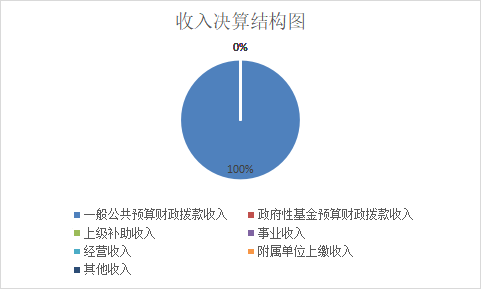 收入决算结构图
0%
100%
一般公共预算财政拨款收入 政府性基金预算财政拨款收入
上级补助收入 事业收入
经营收入 附属单位上缴收入
其他收入